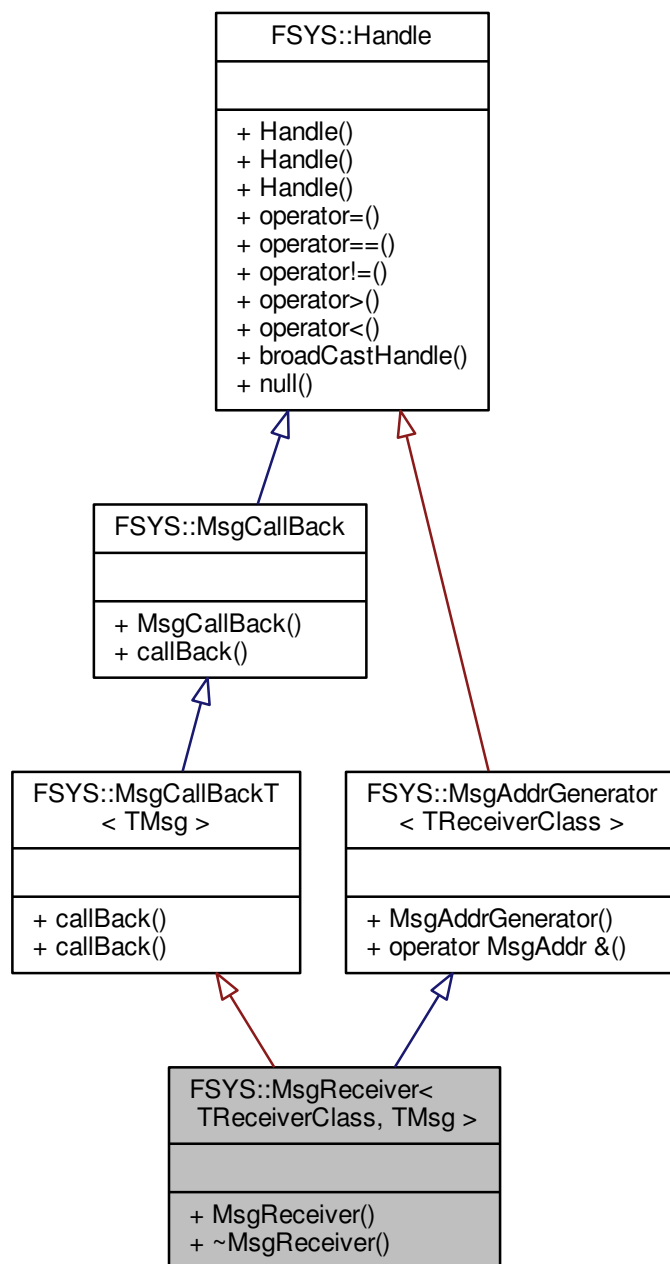 FSYS::Handle
+ Handle()
+ Handle()
+ Handle()
+ operator=()
+ operator==()
+ operator!=()
+ operator>()
+ operator<()
+ broadCastHandle()
+ null()
FSYS::MsgCallBack
+ MsgCallBack()
+ callBack()
FSYS::MsgCallBackT
< TMsg >
+ callBack()
+ callBack()
FSYS::MsgAddrGenerator
< TReceiverClass >
+ MsgAddrGenerator()
+ operator MsgAddr &()
FSYS::MsgReceiver<
TReceiverClass, TMsg >
+ MsgReceiver()
+ ~MsgReceiver()